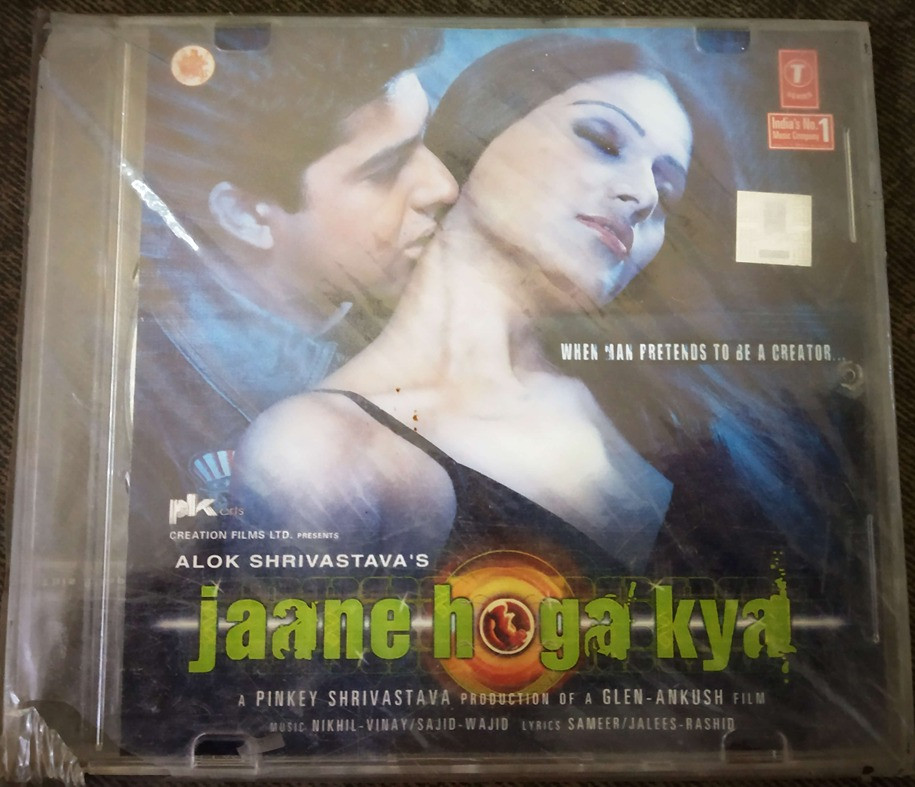 T
India's No. 1
Music Company
WHEN MAN PRETENDS TO BE A CREATOR...
pk arts
CREATION FILMS LTD. PRESENTS
ALOK SHRIVASTAVA'S
jaane hoga kya
A PINKEY SHRIVASTAVA PRODUCTION OF A GLEN-ANKUSH FILM
MUSIC NIKHIL-VINAY/SAJID-WAJID LYRICS SAMEER/JALEES-RASHID